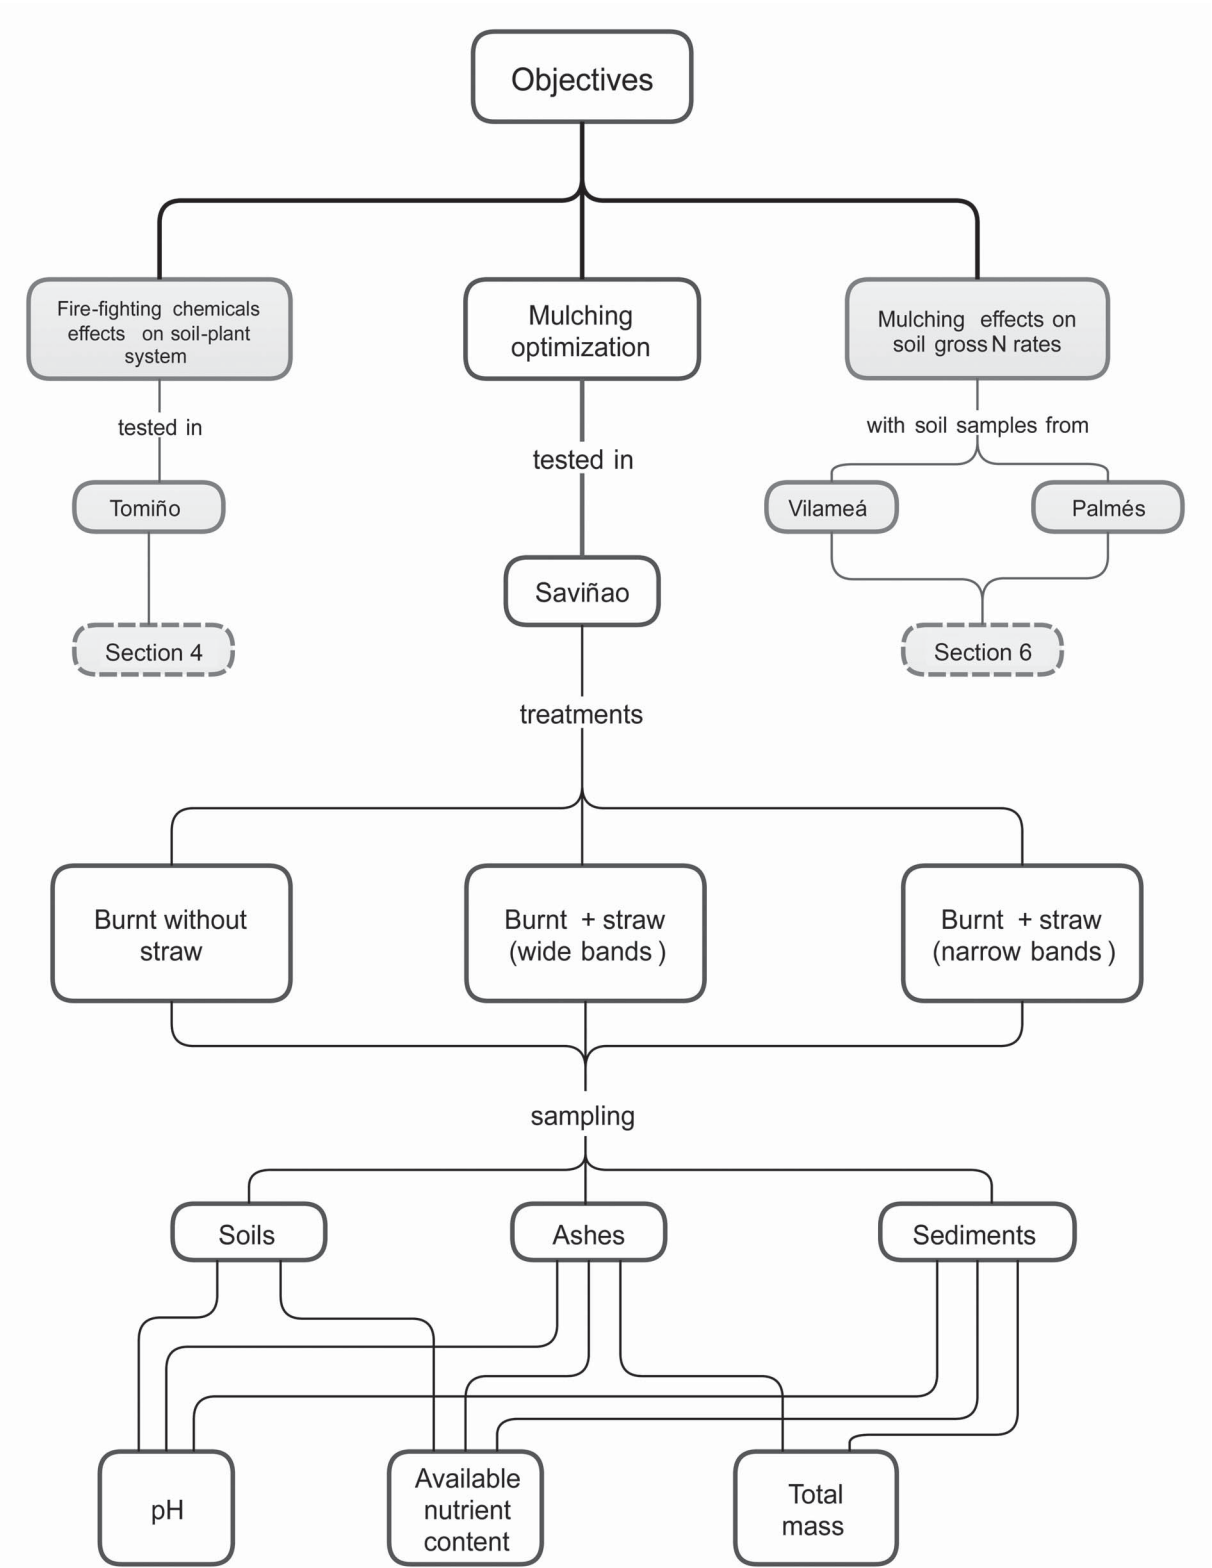 Objectives
Fire-fighting chemicals
effects on soil-plant
system
Mulching
optimization
Mulching effects on
soil gross N rates
tested in
tested in
with soil samples from
Tomiño
Saviñao
Vilameá
Palmés
Section 4
Section 6
treatments
Burnt without
straw
Burnt + straw
(wide bands)
Burnt + straw
(narrow bands)
sampling
Soils
Ashes
Sediments
pH
Available
nutrient
content
Total
mass